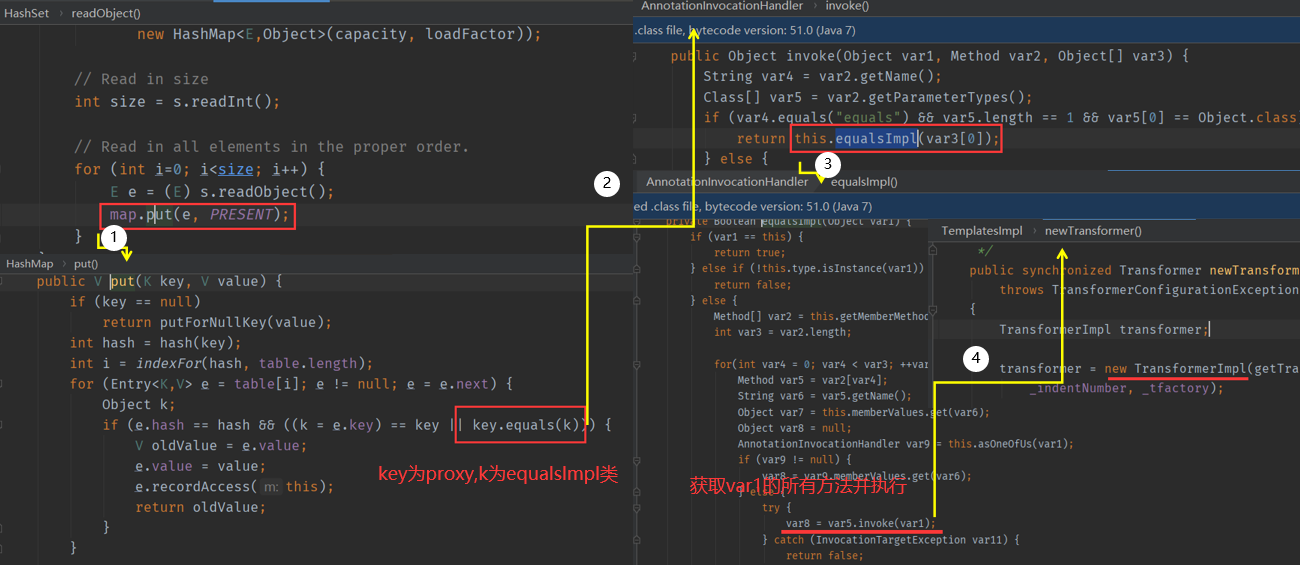 HashSet readObject()
new HashMap<E,Object>(capacity, loadFactor));
// Read in size
int size = s.readInt();
// Read in all elements in the proper order.
for (int i=0; i<size; i++) {
E e = (E) s.readObject();
map.put(e, PRESENT);
}
1
HashMap put()
public V put(K key, V value) {
if (key == null)
return putForNullKey(value);
int hash = hash(key);
int i = indexFor(hash, table.length);
for (Entry<K,V> e = table[i]; e != null; e = e.next) {
Object k;
if (e.hash == hash && ((k = e.key) == key || key.equals(k))) {
V oldValue = e.value;
e.value = value;
e.recordAccess( m: this);
return oldValue;
}
}
key为proxy,k为equalsImpl类
2
AnnotationInvocationHandler invoke()
.class file, bytecode version: 51.0 (Java 7)
public Object invoke(Object var1, Method var2, Object[] var3) {
String var4 = var2.getName();
Class[] var5 = var2.getParameterTypes();
if (var4.equals("equals") && var5.length == 1 && var5[0] == Object.class
return this.equalsImpl(var3[0]);
} else {
3
AnnotationInvocationHandler equalsImpl()
ed .class file, bytecode version: 51.0 (Java 7)
private Boolean equalsImpl(Object var1) {
if (var1 == this) {
return true;
} else if (!this.type.isInstance(var1))
return false;
} else {
Method[] var2 = this.getMemberMethod
int var3 = var2.length;
for(int var4 = 0; var4 < var3; ++var
Method var5 = var2[var4];
String var6 = var5.getName();
Object var7 = this.memberValues.get(var6);
Object var8 = null;
AnnotationInvocationHandler var9 = this.asOneOfUs(var1);
if (var9 != null) {
var8 = var9.memberValues.get(var6);
} else {
获取var1的所有方法并执行
try {
var8 = var5.invoke(var1);
} catch (InvocationTargetException var11) {
return false;
TemplatesImpl newTransformer()
*/
public synchronized Transformer newTransform
throws TransformerConfigurationException
{
TransformerImpl transformer;
4
transformer = new TransformerImpl(getTra
_indentNumber, _tfactory);